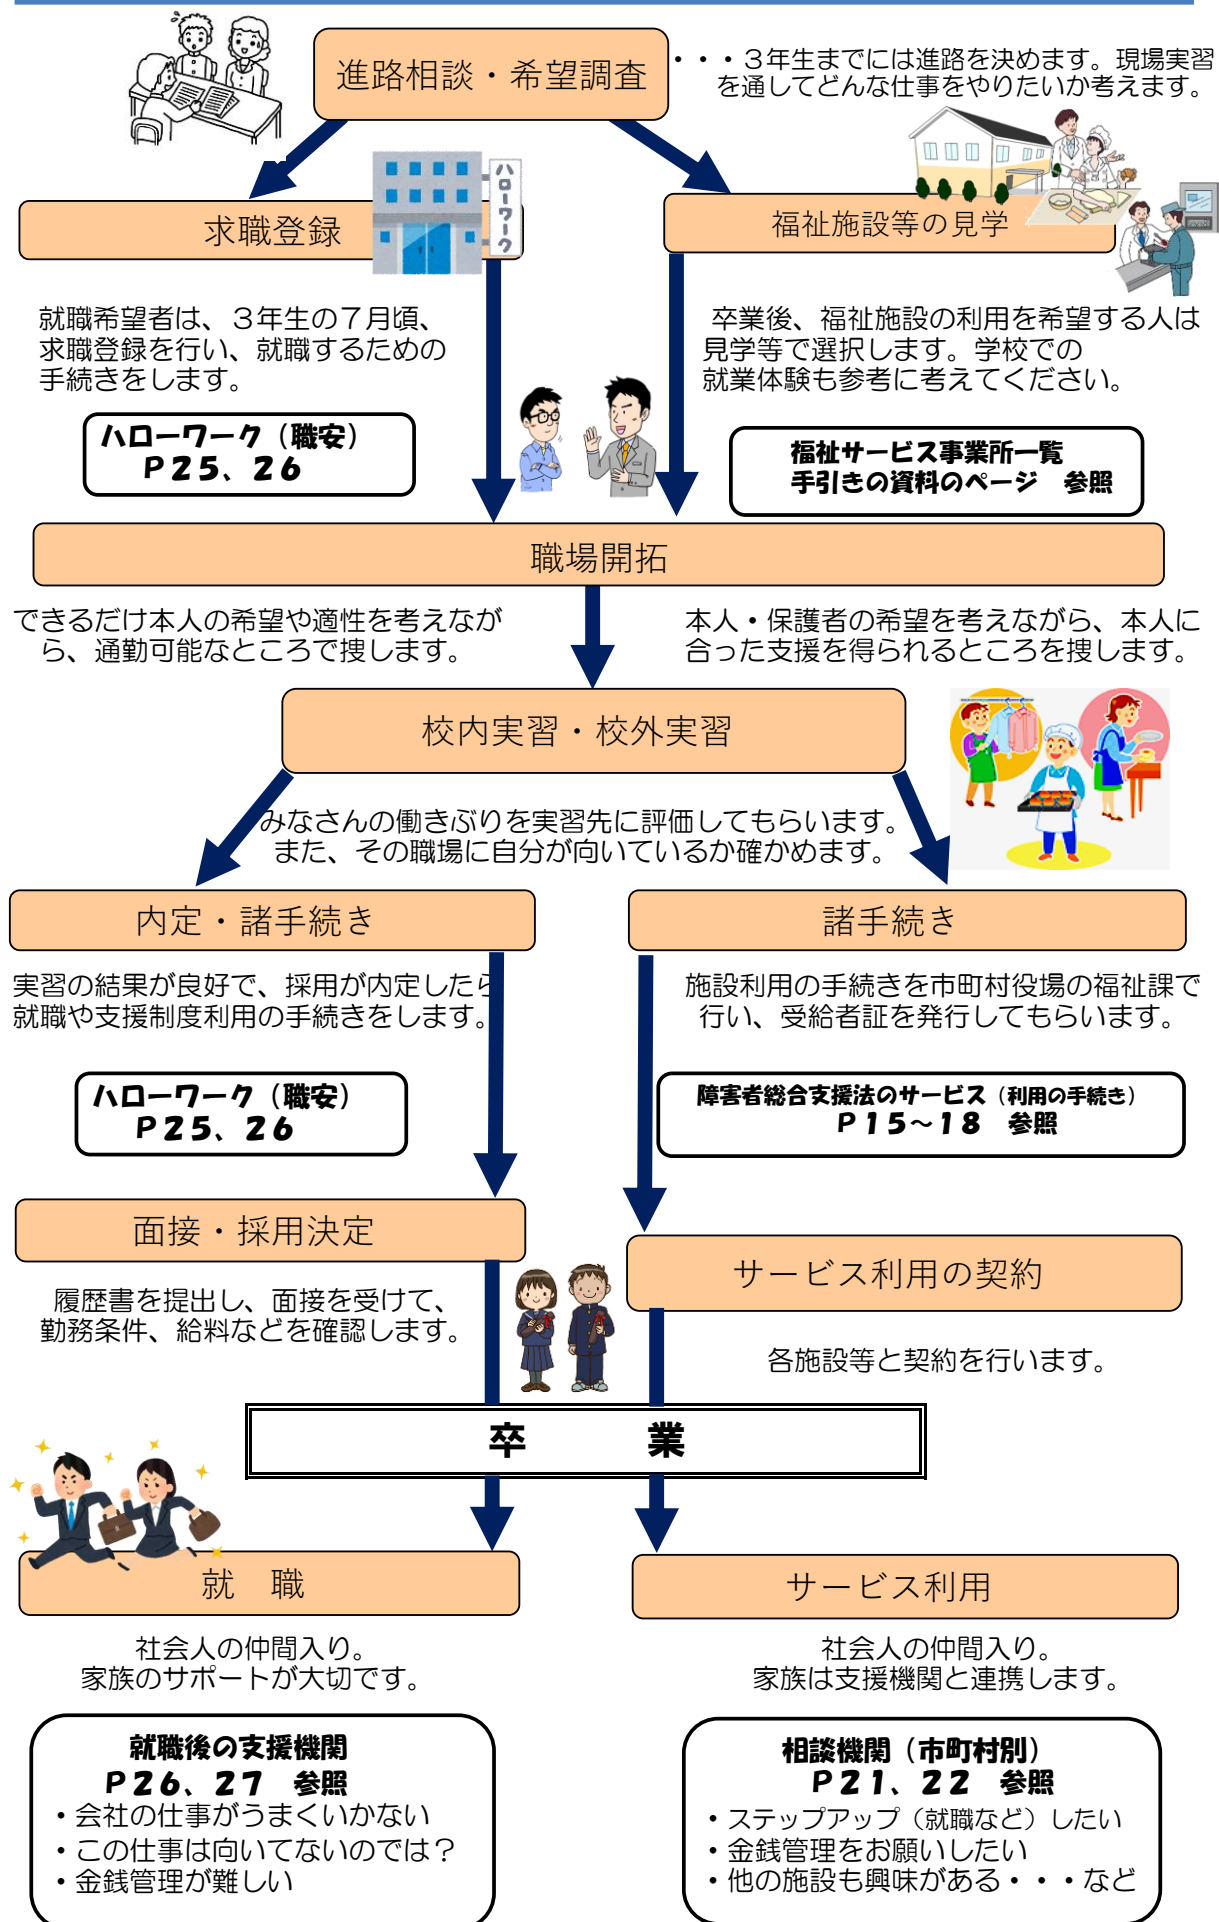 進路相談・希望調査
・・・３年生までには進路を決めます。現場実習
を通してどんな仕事をやりたいか考えます。
ハローワーク
求職登録
福祉施設等の見学
就職希望者は、３年生の７月頃、
求職登録を行い、就職するための
手続きをします。
卒業後、福祉施設の利用を希望する人は
見学等で選択します。学校での
就業体験も参考に考えてください。
ハローワーク（職安）
Ｐ２５、２６
福祉サービス事業所一覧
手引きの資料のページ　参照
職場開拓
できるだけ本人の希望や適性を考えなが
ら、通勤可能なところで捜します。
本人・保護者の希望を考えながら、本人に
合った支援を得られるところを捜します。
校内実習・校外実習
みなさんの働きぶりを実習先に評価してもらいます。
また、その職場に自分が向いているか確かめます。
内定・諸手続き
諸手続き
実習の結果が良好で、採用が内定したら
就職や支援制度利用の手続きをします。
施設利用の手続きを市町村役場の福祉課で
行い、受給者証を発行してもらいます。
ハローワーク（職安）
Ｐ２５、２６
障害者総合支援法のサービス（利用の手続き）
Ｐ１５～１８　参照
面接・採用決定
サービス利用の契約
履歴書を提出し、面接を受けて、
勤務条件、給料などを確認します。
各施設等と契約を行います。
卒　　業
就　職
サービス利用
社会人の仲間入り。
家族のサポートが大切です。
社会人の仲間入り。
家族は支援機関と連携します。
就職後の支援機関
Ｐ２６、２７　参照
・会社の仕事がうまくいかない
・この仕事は向いてないのでは？
・金銭管理が難しい
相談機関（市町村別）
Ｐ２１、２２　参照
・ステップアップ（就職など）したい
・金銭管理をお願いしたい
・他の施設も興味がある・・・など